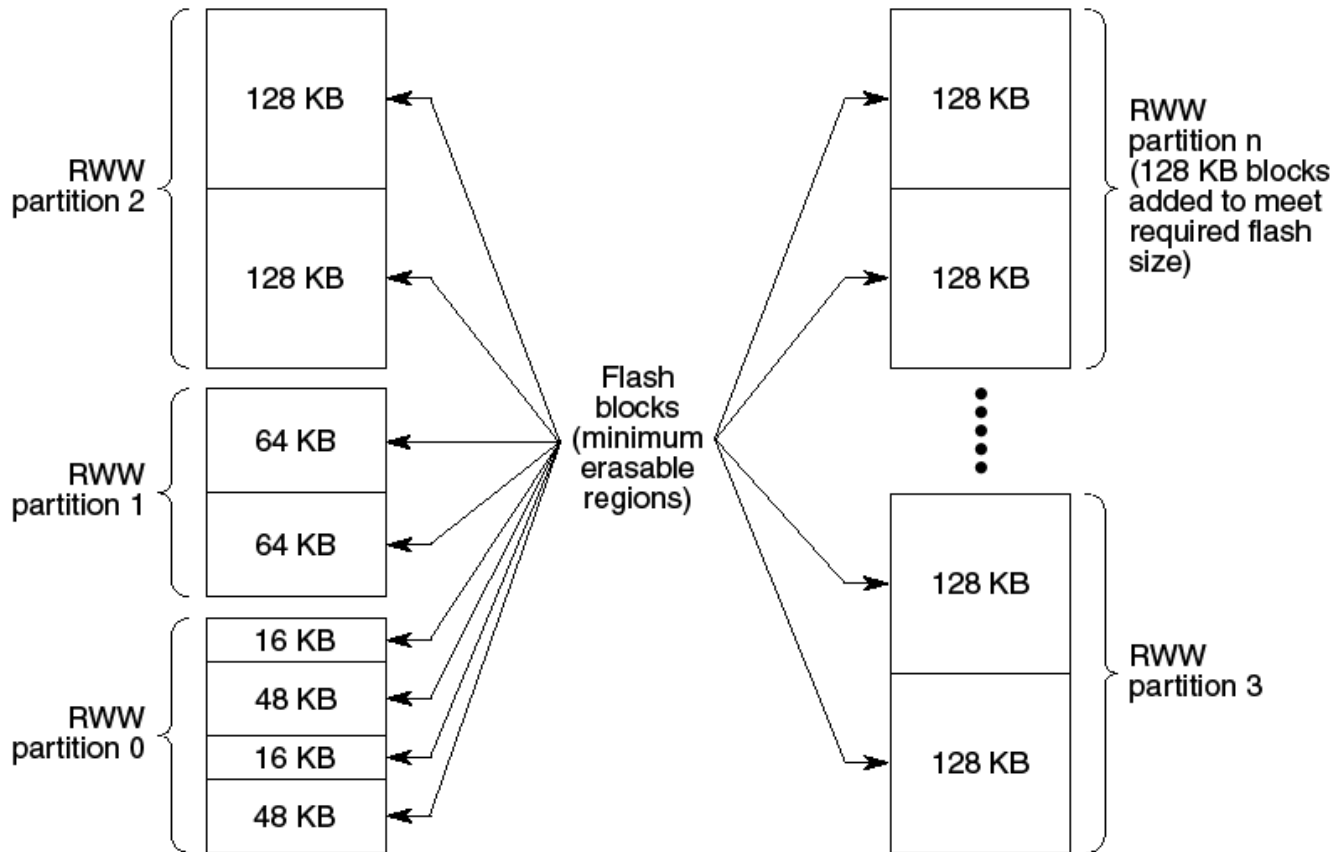 128 KB
128 KB
RWW
partition 2
64 KB
64 KB
RWW
partition 1
16 KB
48 KB
16 KB
48 KB
RWW
partition 0
Flash
blocks
(minimum
erasable
regions)
128 KB
128 KB
RWW
partition n
(128 KB blocks
added to meet
required flash
size)
128 KB
128 KB
RWW
partition 3